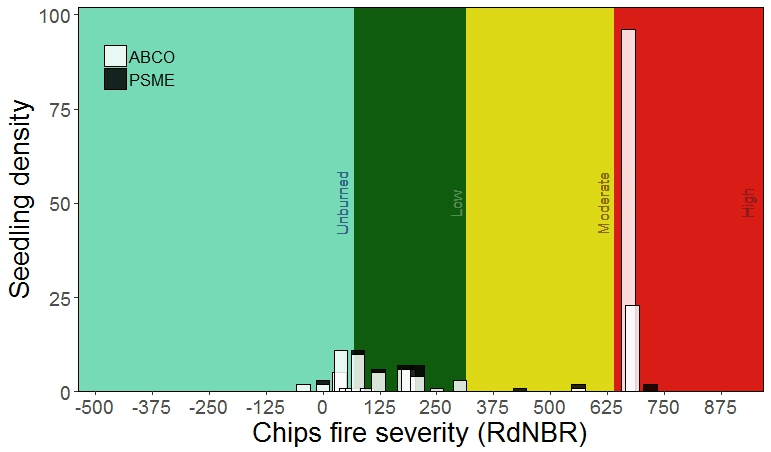 100
75
50
25
0
Seedling density
ABCO
PSME
Unburned
Low
Moderate
High
-500 -375 -250 -125 0 125 250 375 500 625 750 875
Chips fire severity (RdNBR)